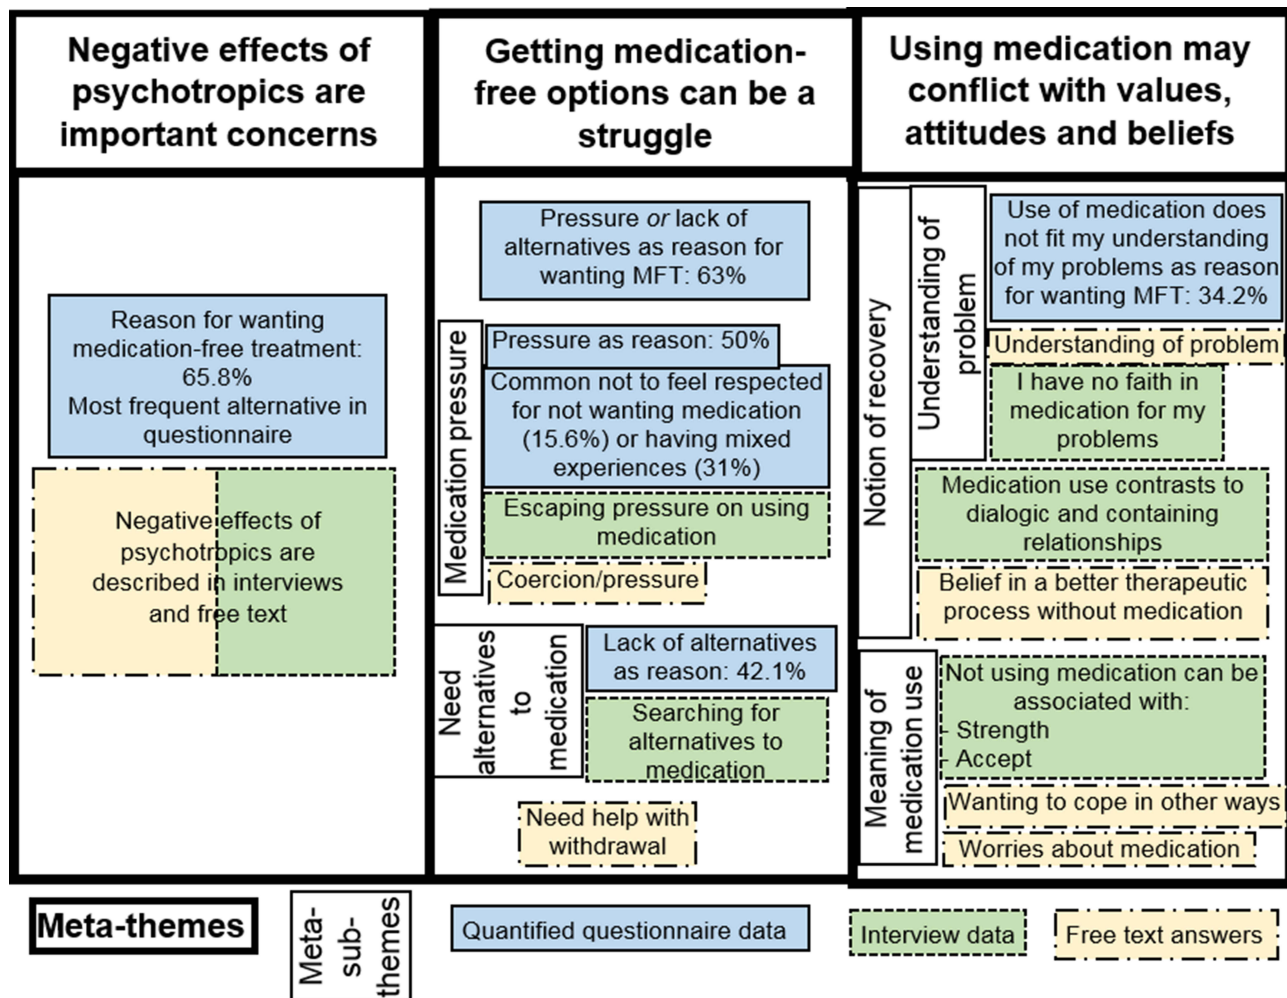 Negative effects of
psychotropics are
important concerns
Getting medication-
free options can be a
struggle
Using medication may
conflict with values,
attitudes and beliefs
Reason for wanting
medication-free treatment:
65.8%
Most frequent alternative in
questionnaire
Negative effects of
psychotropics are
described in interviews
and free text
Pressure or lack of
alternatives as reason for
wanting MFT: 63%
Medication pressure
Pressure as reason: 50%
Common not to feel respected
for not wanting medication
(15.6%) or having mixed
experiences (31%)
Escaping pressure on using
medication
Coercion/pressure
Need
alternatives
to
medication
Lack of alternatives
as reason: 42.1%
Searching for
alternatives to
medication
Need help with
withdrawal
Notion of recovery
Understanding of
problem
Use of medication does
not fit my understanding
of my problems as reason
for wanting MFT: 34.2%
Understanding of problem
I have no faith in
medication for my
problems
Medication use contrasts to
dialogic and containing
relationships
Belief in a better therapeutic
process without medication
Meaning of
medication use
Not using medication can be
associated with:
- Strength
- Accept
Wanting to cope in other ways
Worries about medication
Meta-themes
Meta-
sub-
themes
Quantified questionnaire data
Interview data
Free text answers